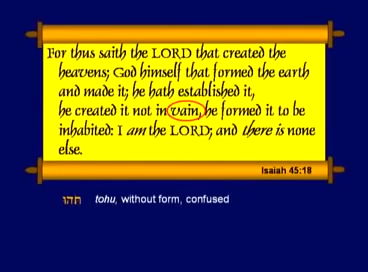 For thus saith the LORD that created the
heavens; God himself that formed the earth
and made it; he hath established it,
he created it not in vain, he formed it to be
inhabited: I am the LORD; and there is none
else.
Isaiah 45:18
תהו tohu, without form, confused